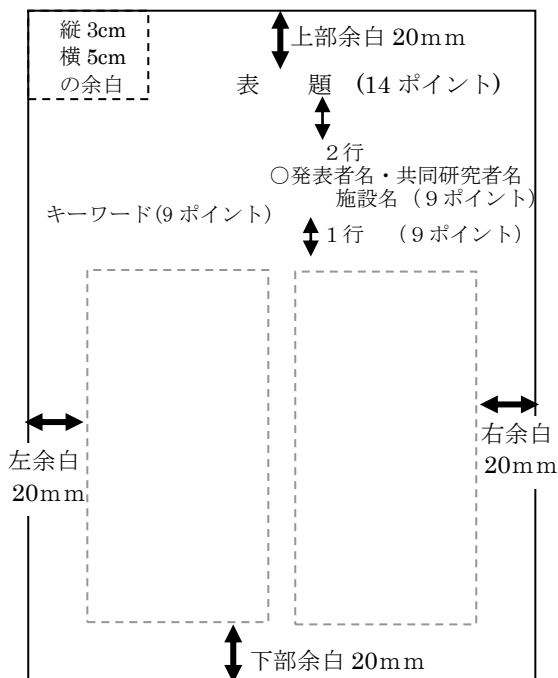 縦 3cm
横 5cm
の余白
上部余白 20mm
表　題 (14 ポイント)
２行
○発表者名・共同研究者名
施設名（９ポイント）
キーワード(9 ポイント)
１行　（９ポイント）
左余白
20mm
右余白
20mm
下部余白 20mm